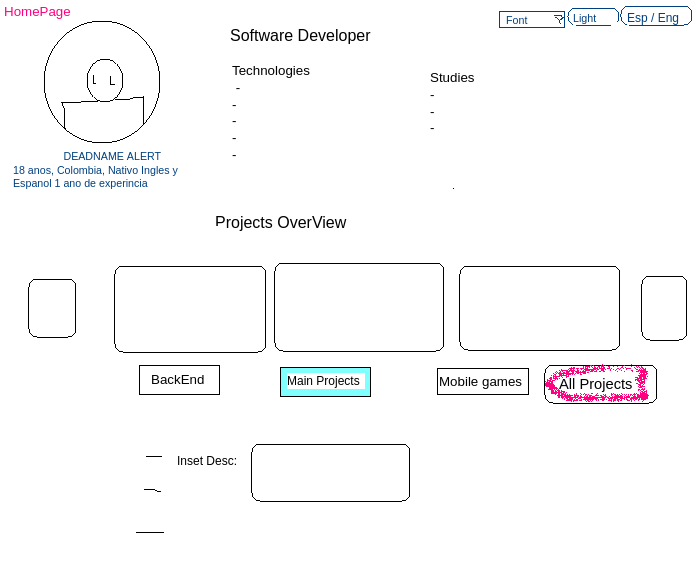 HomePage
Font
Light
Esp / Eng
Software Developer
Technologies
-
-
-
-
-
Studies
-
-
-
DEADNAME ALERT
18 anos, Colombia, Nativo Ingles y
Espanol 1 ano de experincia
Projects OverView
BackEnd
Main Projects
Mobile games
All Projects
Inset Desc: